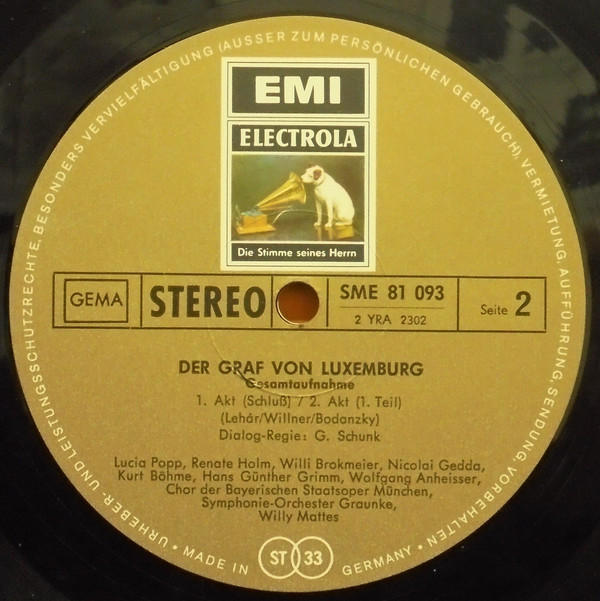 URHEBER- UND LEISTUNGSSCHUTZRECHTE, BESONDERS VERVIELFÄLTIGUNG (AUSSER ZUM PERSÖNLICHEN GEBRAUCH), VERMIETUNG, AUFFÜHRUNG, SENDUNG, VORBEHALTEN
EMI
ELECTROLA
Die Stimme seines Herrn
GEMA
STEREO
SME 81 093
2 YRA 2302
Seite 2
DER GRAF VON LUXEMBURG
Gesamtaufnahme
1. Akt (Schluß) / 2. Akt (1. Teil)
(Lehár/Willner/Bodanzky)
Dialog-Regie: G. Schunk
Lucia Popp, Renate Holm, Willi Brokmeier, Nicolai Gedda,
Kurt Böhme, Hans Günther Grimm, Wolfgang Anheisser,
Chor der Bayerischen Staatsoper München,
Symphonie-Orchester Graunke,
Willy Mattes
• MADE IN GERMANY •
ST 33